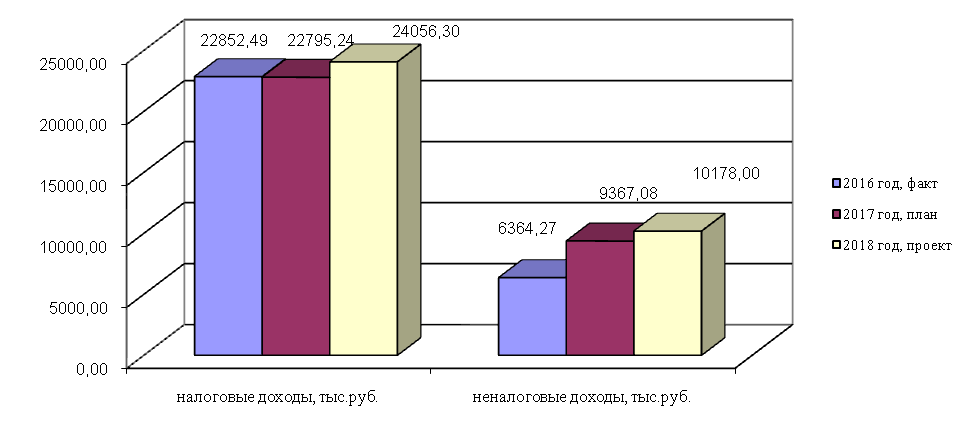 24056,30
22852,49 22795,24
25000,00
20000,00
15000,00
10000,00
5000,00
0,00
10178,00
9367,08
6364,27
2016 год, факт
2017 год, план
2018 год, проект
налоговые доходы, тыс.руб.
неналоговые доходы, тыс.руб.